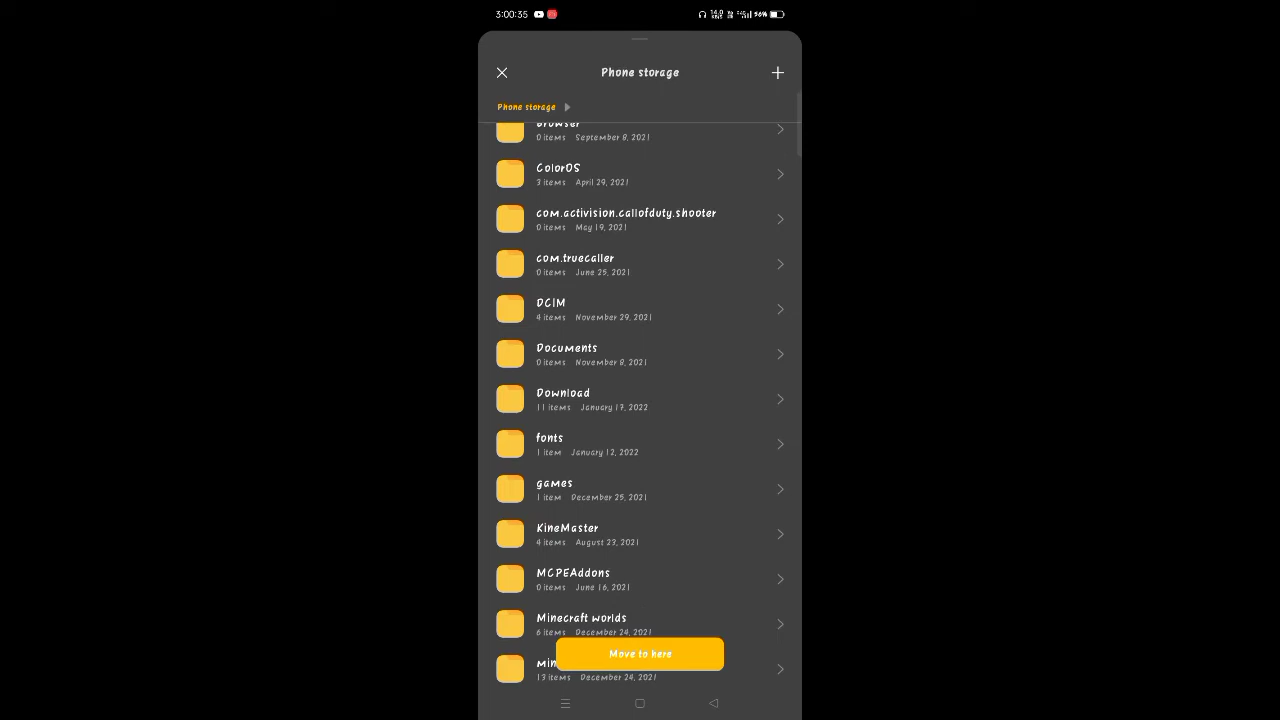 3:00:35
56%
Phone storage
Phone storage
Browser
0 items September 8, 2021
ColorOS
3 items April 29, 2021
com.activision.callofduty.shooter
0 items May 19, 2021
com.truecaller
0 items June 25, 2021
DCIM
4 items November 29, 2021
Documents
0 items November 8, 2021
Download
11 items January 17, 2022
fonts
1 item January 12, 2022
games
1 item December 25, 2021
KineMaster
4 items August 23, 2021
MCPEAddons
0 items June 16, 2021
Minecraft worlds
6 items December 24, 2021
Move to here
min
13 items December 24, 2021